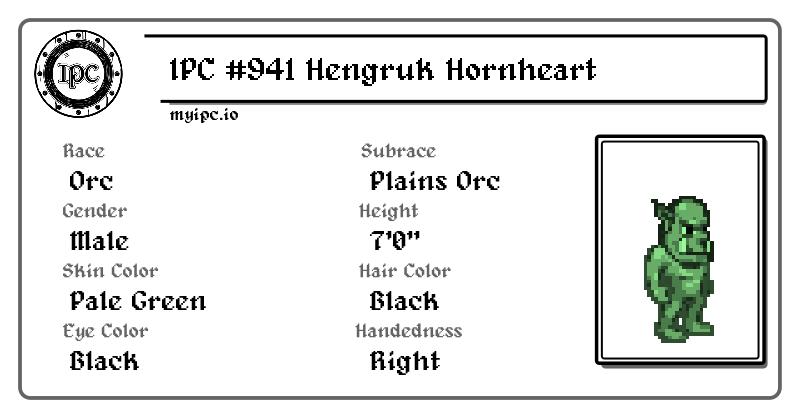 IPC
IPC #941 Hengruk Hornheart
myipc.io
Race
Subrace
Orc
Plains Orc
Gender
Height
Male
7'0"
Skin Color
Hair Color
Pale Green
Black
Eye Color
Handedness
Black
Right